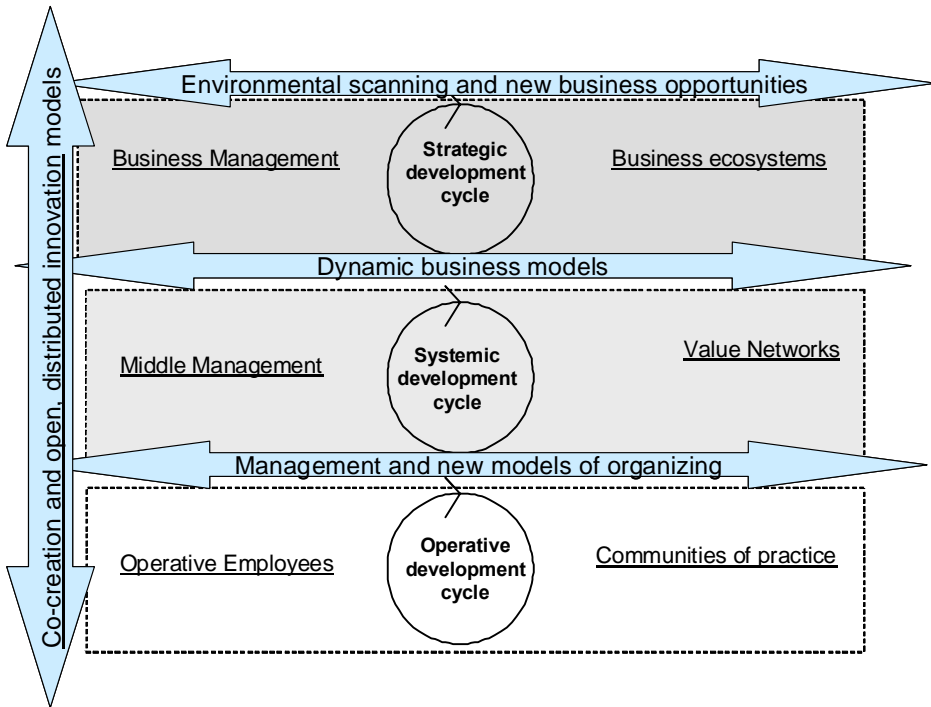 Co-creation and open, distributed innovation models
Environmental scanning and new business opportunities
Business Management
Strategic
development
cycle
Business ecosystems
Dynamic business models
Middle Management
Systemic
development
cycle
Value Networks
Management and new models of organizing
Operative Employees
Operative
development
cycle
Communities of practice